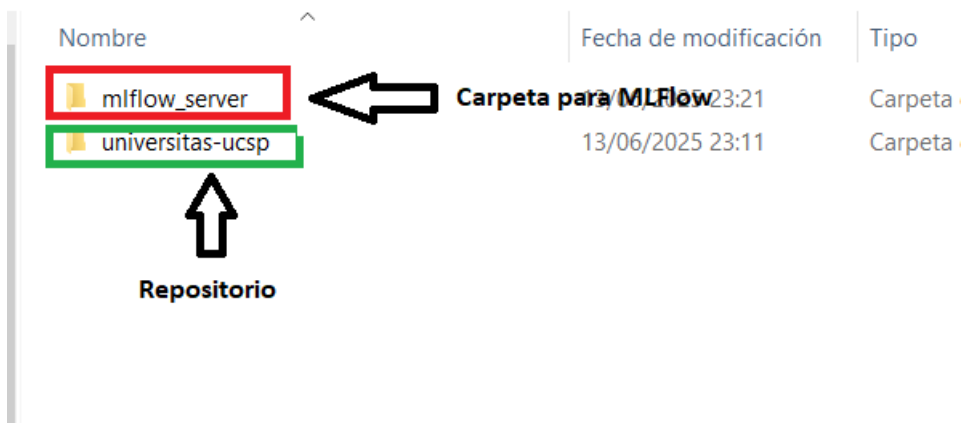 Nombre Fecha de modificación Tipo
mlflow_server Carpeta para MLFlow 23:21 Carpeta
universitas-ucsp 13/06/2025 23:11 Carpeta
Repositorio